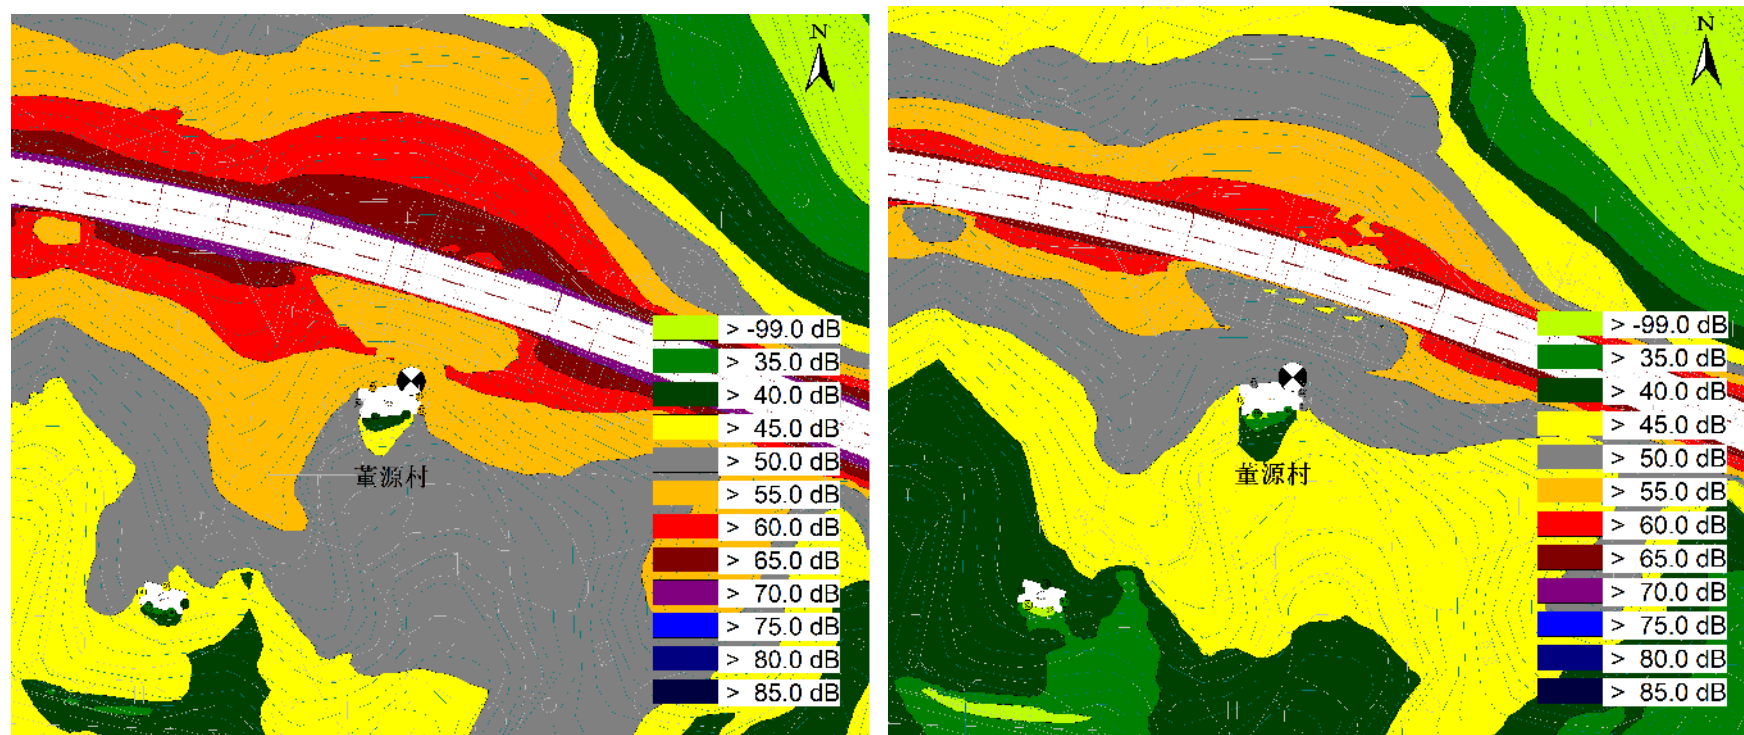 N
> -99.0 dB
> 35.0 dB
> 40.0 dB
> 45.0 dB
> 50.0 dB
> 55.0 dB
> 60.0 dB
> 65.0 dB
> 70.0 dB
> 75.0 dB
> 80.0 dB
> 85.0 dB
董源村
N
> -99.0 dB
> 35.0 dB
> 40.0 dB
> 45.0 dB
> 50.0 dB
> 55.0 dB
> 60.0 dB
> 65.0 dB
> 70.0 dB
> 75.0 dB
> 80.0 dB
> 85.0 dB
董源村